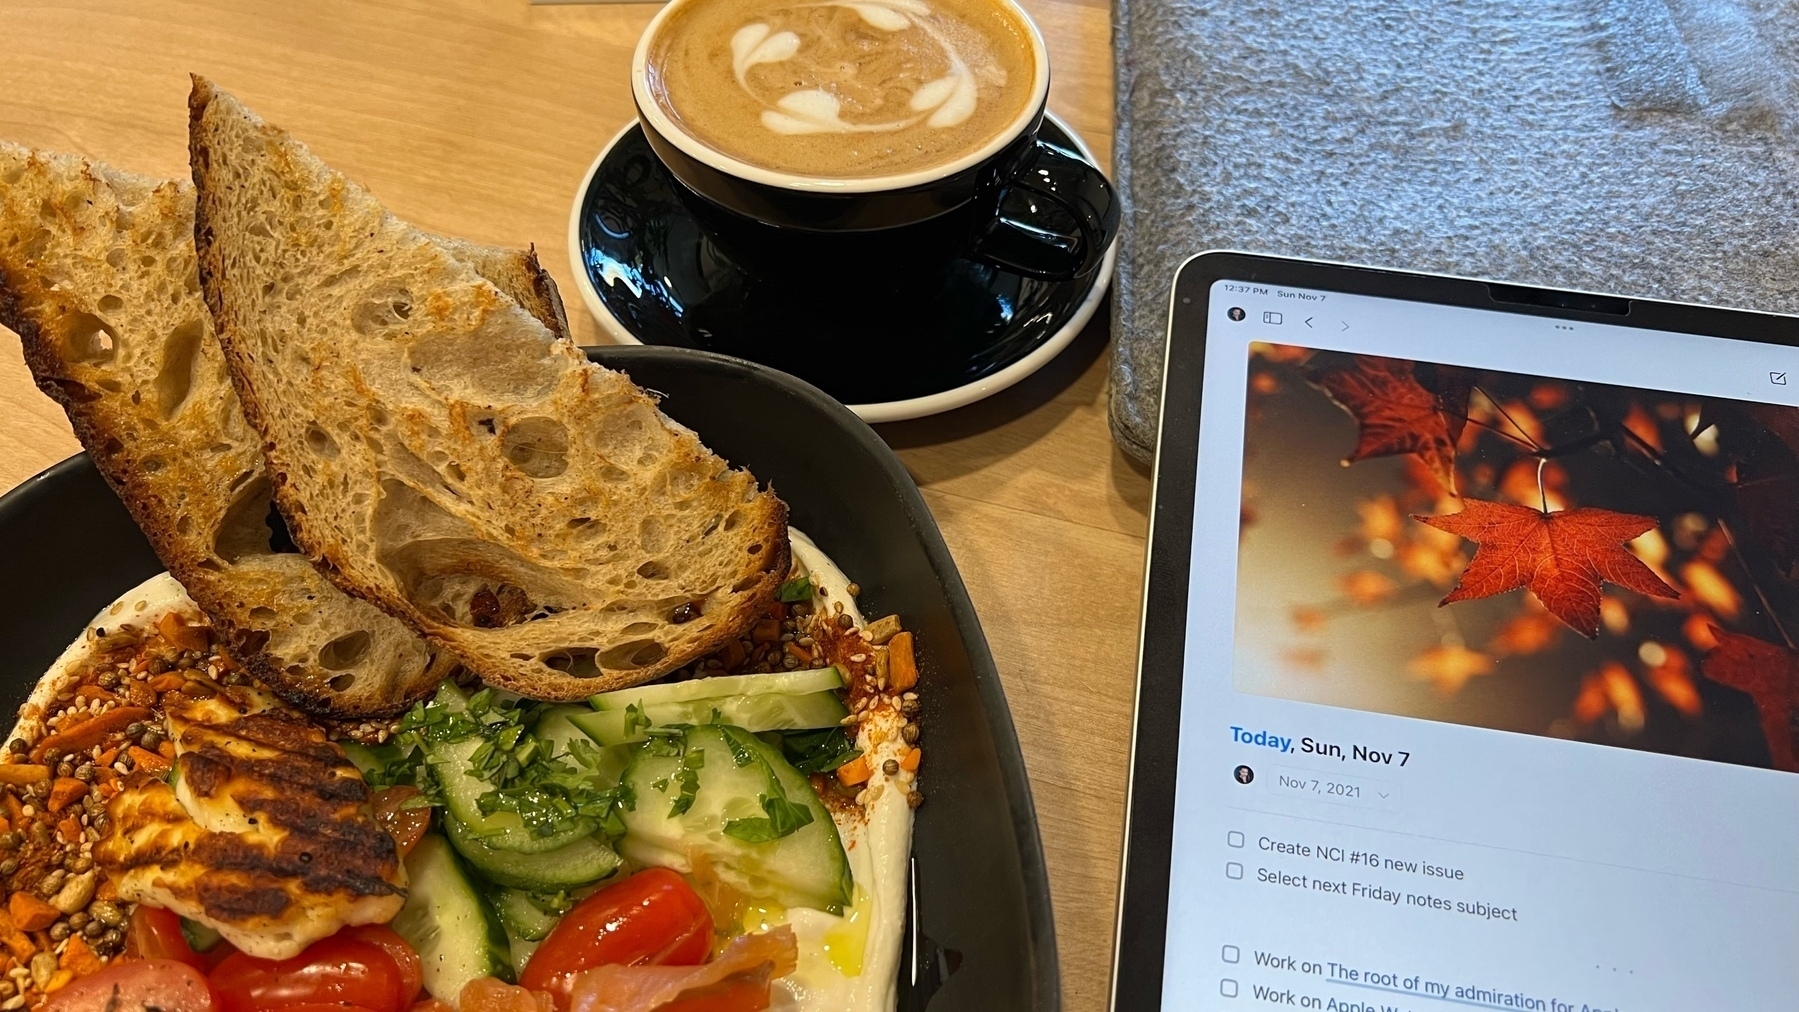 12:37 PM Sun Nov 7
Today, Sun, Nov 7
Nov 7, 2021
Create NCI #16 new issue
Select next Friday notes subject
Work on The root of my admiration for
Work on Apple